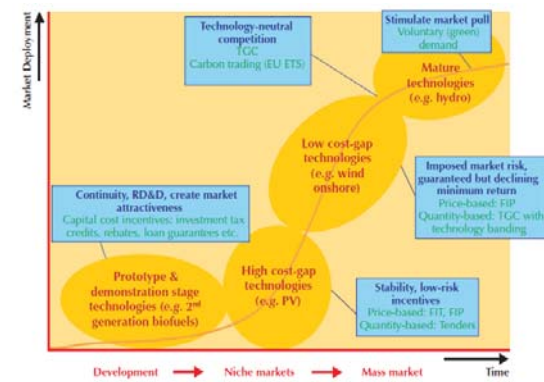 Market Deployment
Technology-neutral
competition
TGC
Carbon trading (EU ETS)
Stimulate market pull
Voluntary (green)
demand
Mature
technologies
(e.g. hydro)
Low cost-gap
technologies
(e.g. wind
onshore)
Imposed market risk,
guaranteed but declining
minimum return
Price-based: FIP
Quantity-based: TGC with
technology banding
Continuity, RD&D, create market
attractiveness
Capital cost incentives: investment tax
credits, rebates, loan guarantees etc.
Prototype &
demonstration stage
technologies (e.g. 2nd
generation biofuels)
High cost-gap
technologies
(e.g. PV)
Stability, low-risk
incentives
Price-based: FIT, FIP
Quantity-based: Tenders
Development
Niche markets
Mass market
Time